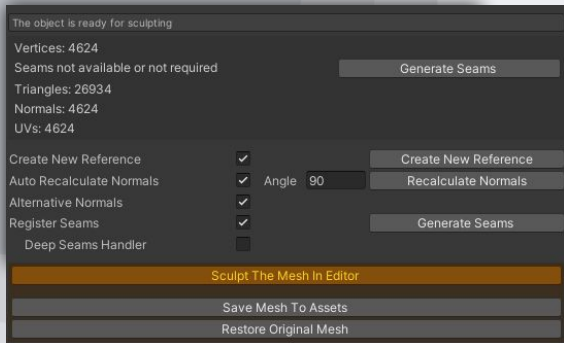 The object is ready for sculpting
Vertices: 4624
Seams not available or not required Generate Seams
Triangles: 26934
Normals: 4624
UVs: 4624
Create New Reference Create New Reference
Auto Recalculate Normals Angle 90 Recalculate Normals
Alternative Normals
Register Seams Generate Seams
Deep Seams Handler
Sculpt The Mesh In Editor
Save Mesh To Assets
Restore Original Mesh